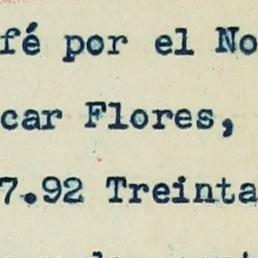 fé por el No
car Flores,
7.92 Treinta